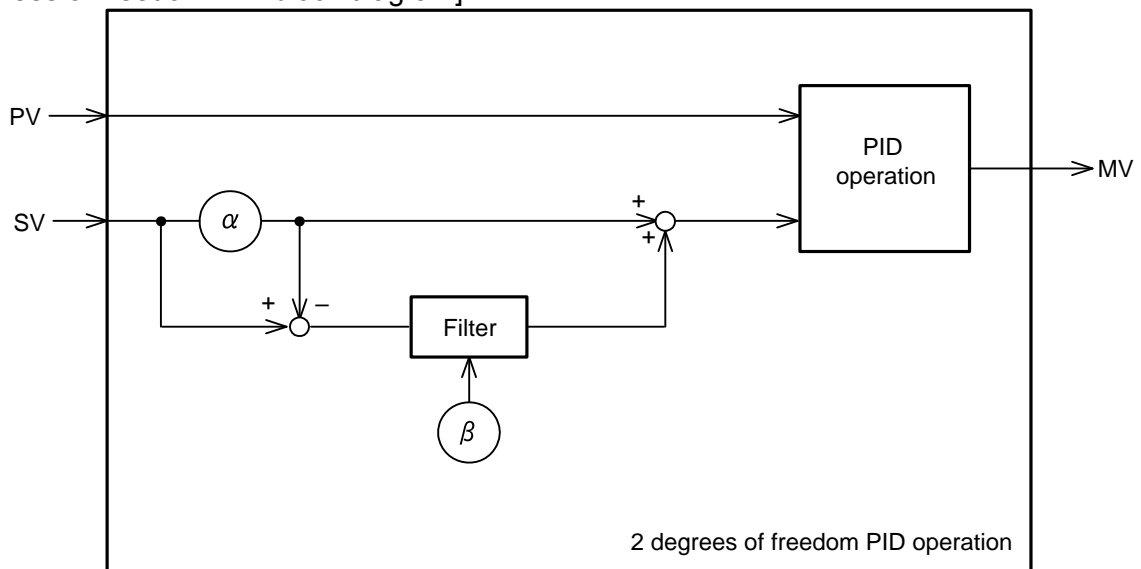 PV
PID
operation
MV
SV
α
+
+
+
−
Filter
β
2 degrees of freedom PID operation